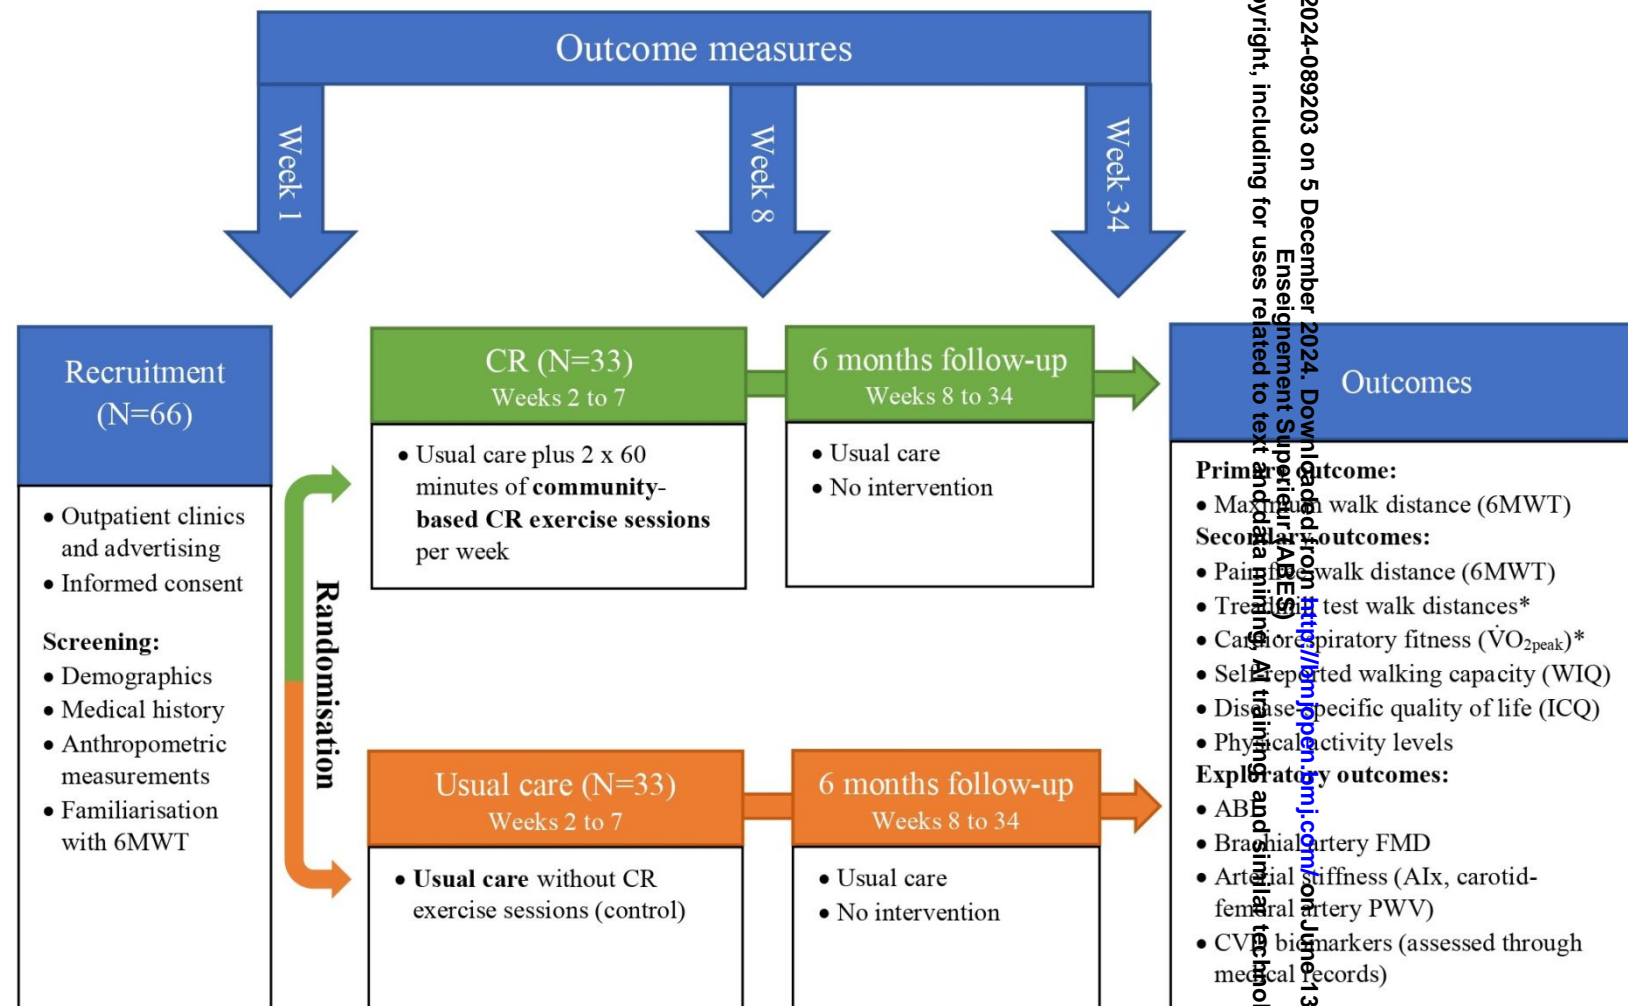 Outcome measures
Week 1
Week 8
Week 34
Recruitment
(N=66)
• Outpatient clinics
and advertising
• Informed consent
Screening:
• Demographics
• Medical history
• Anthropometric
measurements
• Familiarisation
with 6MWT
Randomisation
CR (N=33)
Weeks 2 to 7
• Usual care plus 2 x 60
minutes of community-
based CR exercise sessions
per week
6 months follow-up
Weeks 8 to 34
• Usual care
• No intervention
Usual care (N=33)
Weeks 2 to 7
• Usual care without CR
exercise sessions (control)
6 months follow-up
Weeks 8 to 34
• Usual care
• No intervention
Outcomes
Primary outcome:
• Maximum walk distance (6MWT)
Secondary outcomes:
• Pain-free walk distance (6MWT)
• Treadmill test walk distances*
• Cardiorespiratory fitness (V̇O2peak)*
• Self-reported walking capacity (WIQ)
• Disease-specific quality of life (ICQ)
• Physical activity levels
Exploratory outcomes:
• ABI
• Brachial artery FMD
• Arterial stiffness (AIx, carotid-
femoral artery PWV)
• CVD biomarkers (assessed through
medical records)
2024-089203 on 5 December 2024. Downloaded from http://bmjopen.bmj.com/ on June 13
Enseignement Superieur (ABES) .
pyright, including for uses related to text and data mining, AI training, and similar technol